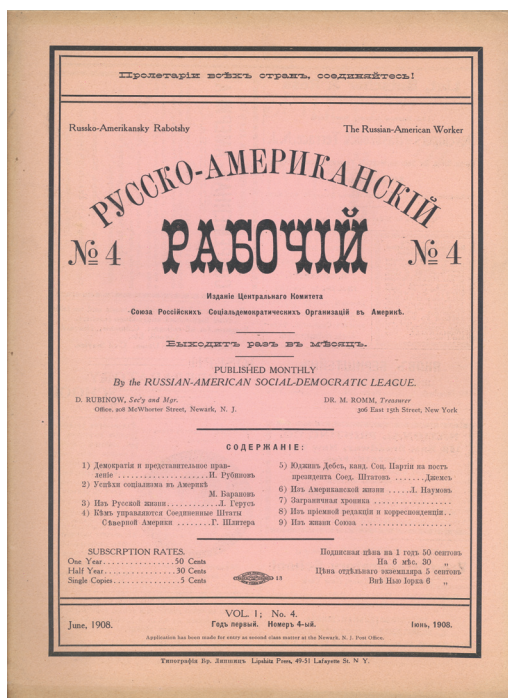 Пролетаріи всѣхъ странъ, соединяйтесь!
Russko-Amerikansky Rabotshy
The Russian-American Worker
РУССКО-АМЕРИКАНСКІЙ
№ 4
РАБОЧІЙ
№ 4
Изданіе Центральнаго Комитета
Союза Россійскихъ Соціальдемократическихъ Организацій въ Америкѣ.
Выходитъ разъ въ мѣсяцъ.
PUBLISHED MONTHLY
By the RUSSIAN-AMERICAN SOCIAL-DEMOCRATIC LEAGUE.
D. RUBINOW, Sec'y and Mgr.
Office, 208 McWhorter Street, Newark, N. J.
DR. M. ROMM, Treasurer
306 East 15th Street, New York
СОДЕРЖАНІЕ:
1) Демократія и представительное прав-
леніе ..................... И. Рубиновъ
2) Успѣхи соціализма въ Америкѣ
М. Барановъ
3) Изъ Русской жизни ........... Л. Герусъ
4) Кѣмъ управляются Соединенные Штаты
Сѣверной Америки ........ Г. Шлитера
5) Юджинъ Дебсъ, канд. Соц. Партіи на постъ
президента Соед. Штатовъ ....... Джемсъ
6) Изъ Американской жизни ..... Л. Наумовъ
7) Заграничная хроника ....................
8) Изъ пріемной редакціи и корреспонденціи..
9) Изъ жизни Союза .......................
SUBSCRPTION RATES.
One Year ................. 50 Cents
Half Year ................. 30 Cents
Single Copies ............. 5 Cents
13
Подписная цѣна на 1 годъ 50 сентовъ
На 6 мѣс. 30 „
Цѣна отдѣльнаго экземпляра 5 сентовъ
Внѣ Нью Іорка 6 „
VOL. 1; No. 4.
June, 1908.
Годъ первый. Номеръ 4-ый.
Іюнь, 1908.
Application has been made for entry as second class matter at the Newark, N. J. Post Office.
Типографія Бр. Липшицъ Lipshitz Press, 49-51 Lafayette St. N Y.